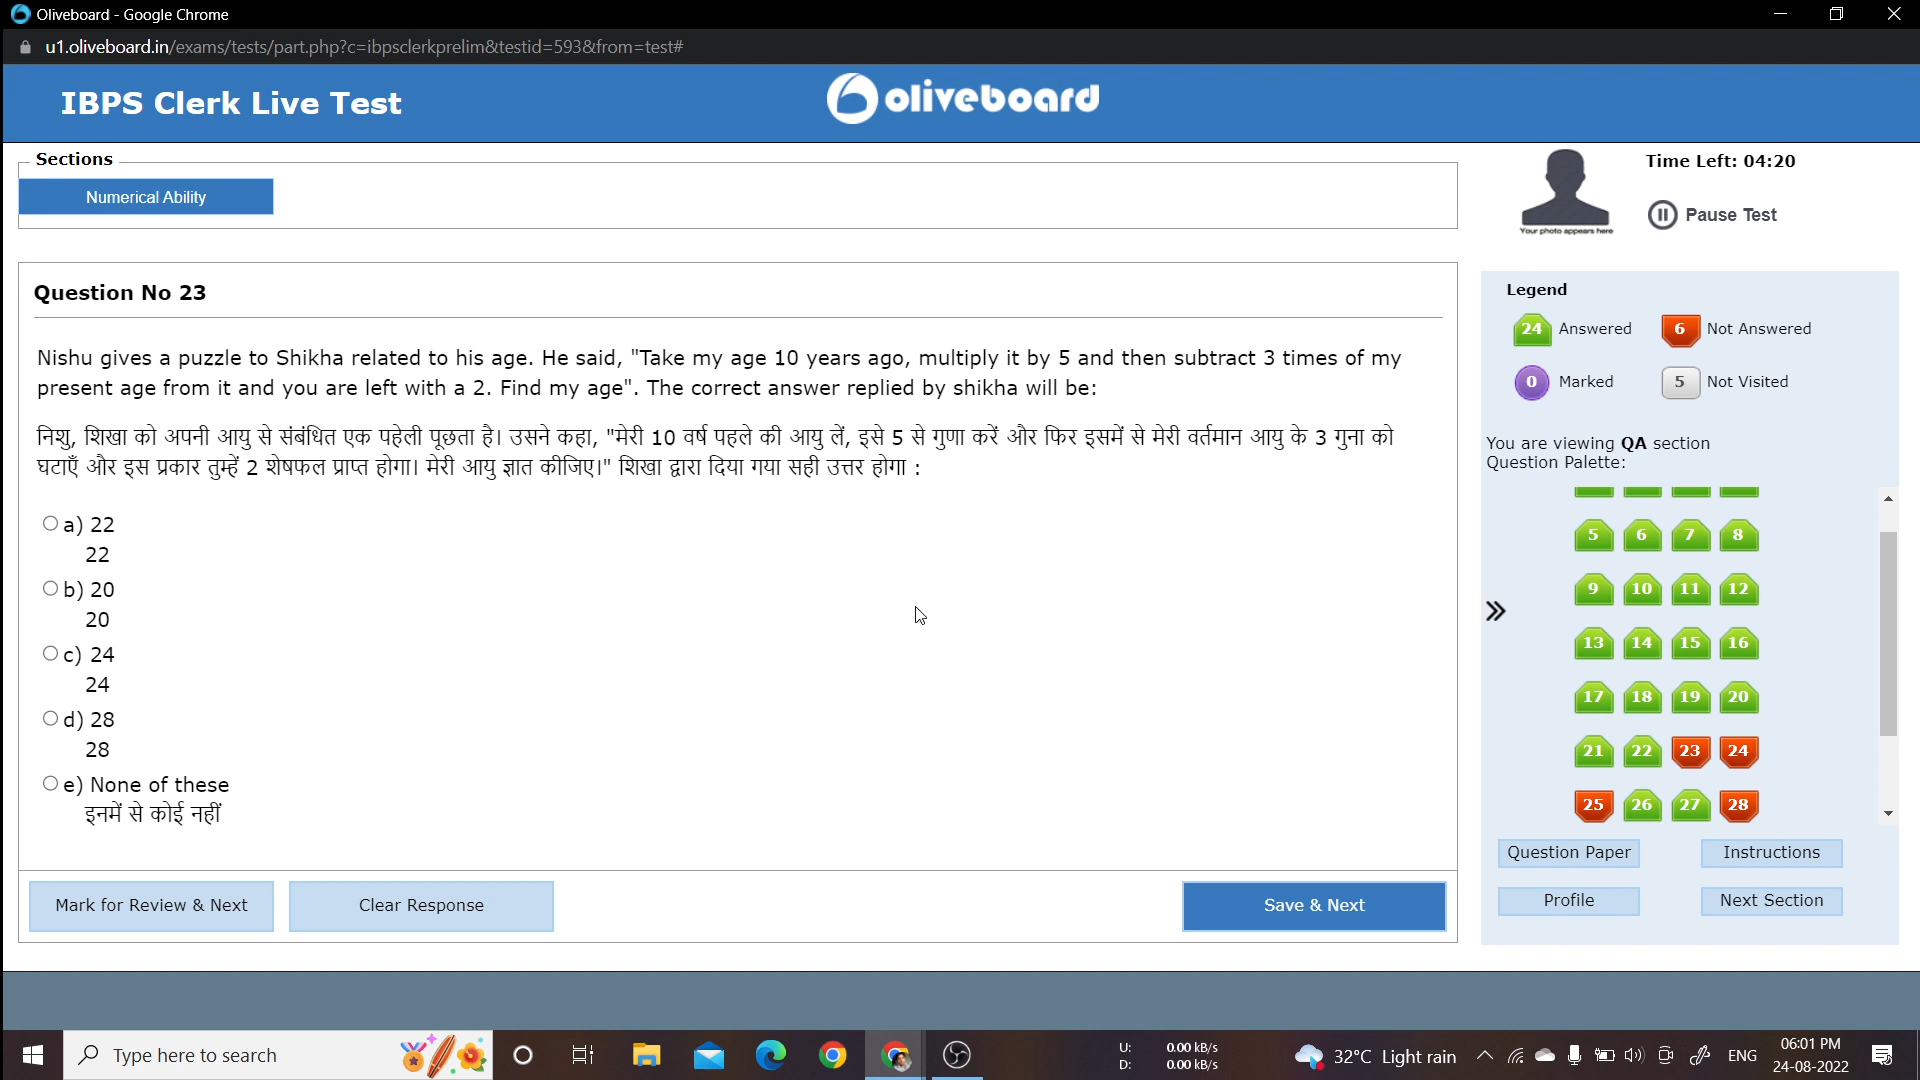 Oliveboard - Google Chrome
u1.oliveboard.in/exams/tests/part.php?c=ibpsclerkprelim&testid=593&from=test#
IBPS Clerk Live Test
oliveboard
Sections
Numerical Ability
Your photo appears here
Time Left: 04:20
Pause Test
Question No 23
Nishu gives a puzzle to Shikha related to his age. He said, "Take my age 10 years ago, multiply it by 5 and then subtract 3 times of my
present age from it and you are left with a 2. Find my age". The correct answer replied by shikha will be:
निशु, शिखा को अपनी आयु से संबंधित एक पहेली पूछता है। उसने कहा, "मेरी 10 वर्ष पहले की आयु लें, इसे 5 से गुणा करें और फिर इसमें से मेरी वर्तमान आयु के 3 गुना को
घटाएँ और इस प्रकार तुम्हें 2 शेषफल प्राप्त होगा। मेरी आयु ज्ञात कीजिए।" शिखा द्वारा दिया गया सही उत्तर होगा :
a) 22
22
b) 20
20
c) 24
24
d) 28
28
e) None of these
इनमें से कोई नहीं
Mark for Review & Next
Clear Response
Save & Next
Legend
24 Answered 6 Not Answered
0 Marked 5 Not Visited
You are viewing QA section
Question Palette:
5 6 7 8
9 10 11 12
13 14 15 16
17 18 19 20
21 22 23 24
25 26 27 28
Question Paper Instructions
Profile Next Section
Type here to search
U: 0.00 kB/s
D: 0.00 kB/s
32°C Light rain
ENG
06:01 PM
24-08-2022